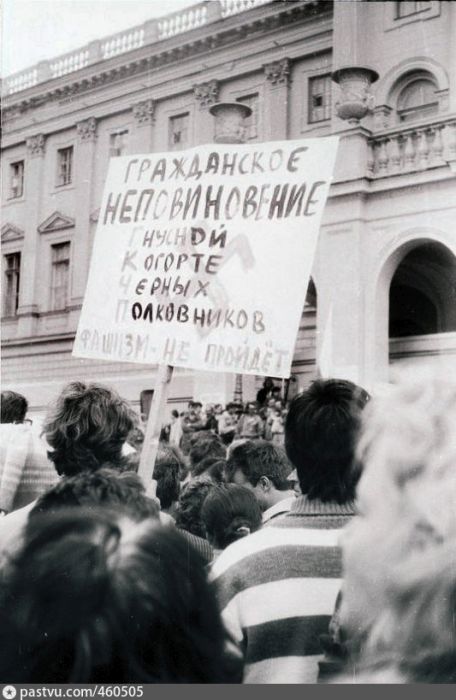 ГРАЖДАНСКОЕ
НЕПОВИНОВЕНИЕ
ГНУСНОЙ
КОГОРТЕ
ЧЕРНЫХ
ПОЛКОВНИКОВ
ФАШИЗМ - НЕ ПРОЙДЁТ
pastvu.com/460505